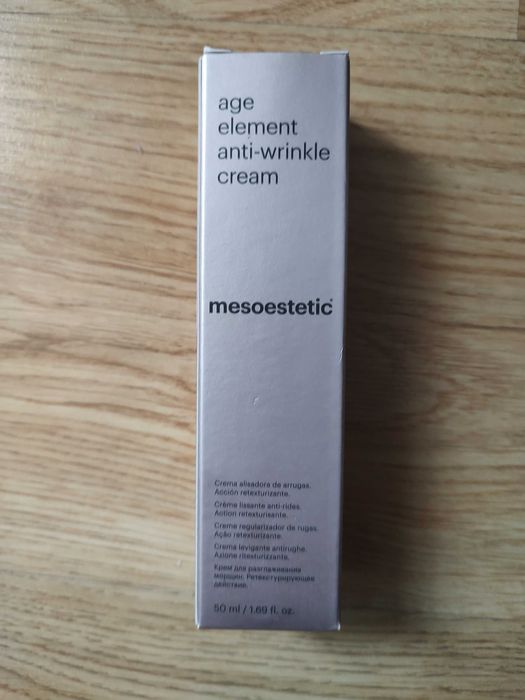 age
element
anti-wrinkle
cream
mesoestetic
Crema alisadora de arrugas.
Acción retexturizante.
Crème lissante anti-rides.
Action retexturisante.
Creme regularizador de rugas.
Ação retexturizante.
Crema levigante antirughe.
Azione ritesturizzante.
Крем для разглаживания
морщин. Ретекстурирующее
действие.
50 ml / 1.69 fl. oz.